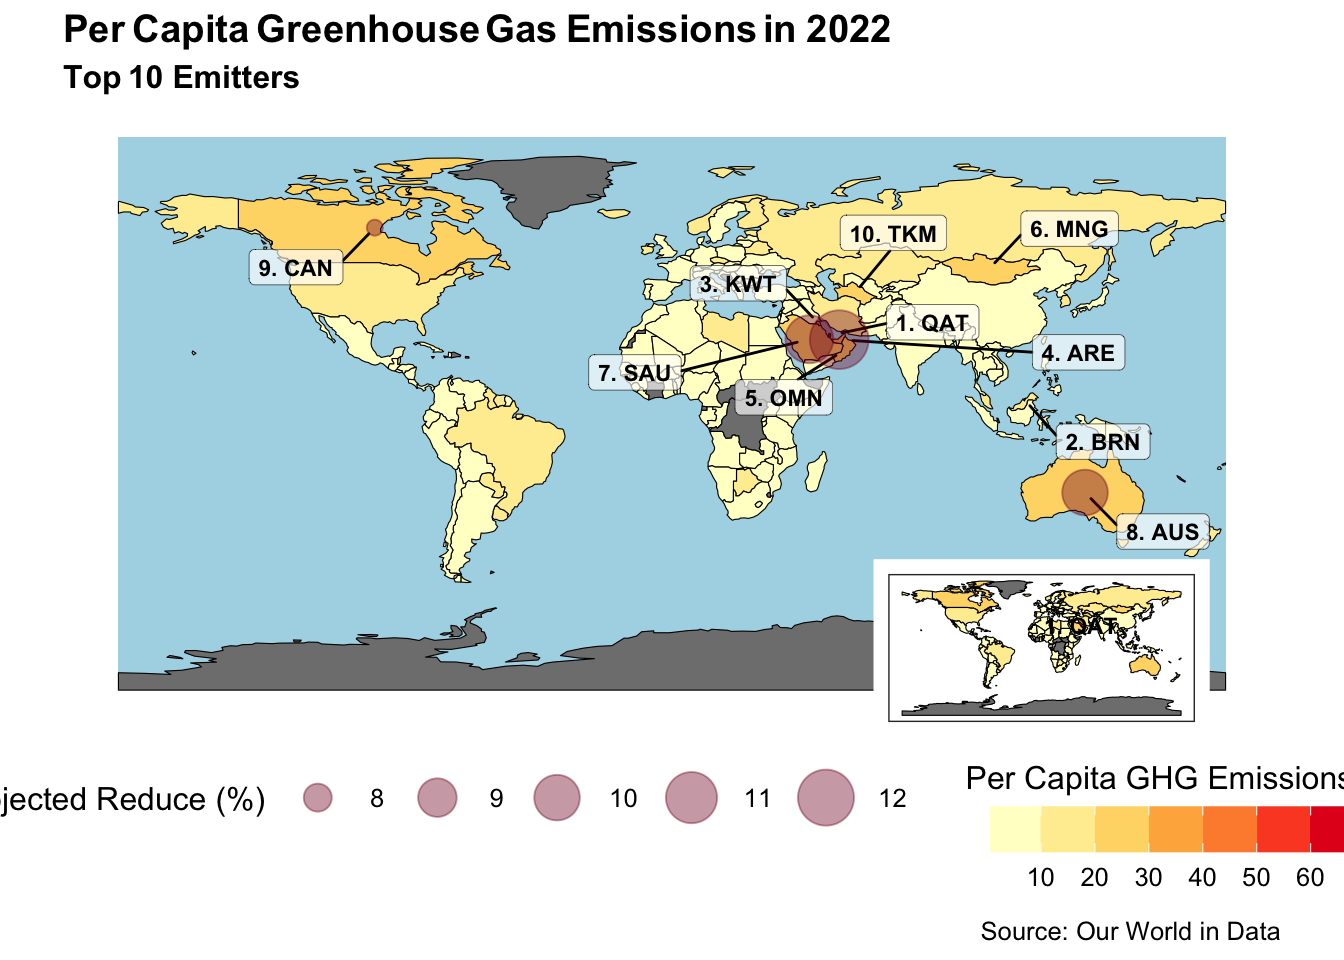 Per Capita Greenhouse Gas Emissions in 2022
Top 10 Emitters
10. TKM
6. MNG
9. CAN
3. KWT
1. QAT
4. ARE
7. SAU
5. OMN
2. BRN
8. AUS
1. QAT
jected Reduce (%)
8
9
10
11
12
Per Capita GHG Emissions
10 20 30 40 50 60
Source: Our World in Data